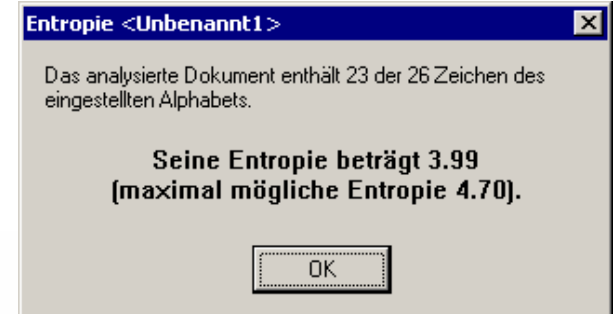 Entropie <Unbenannt1>
Das analysierte Dokument enthält 23 der 26 Zeichen des
eingestellten Alphabets.
Seine Entropie beträgt 3.99
(maximal mögliche Entropie 4.70).
OK